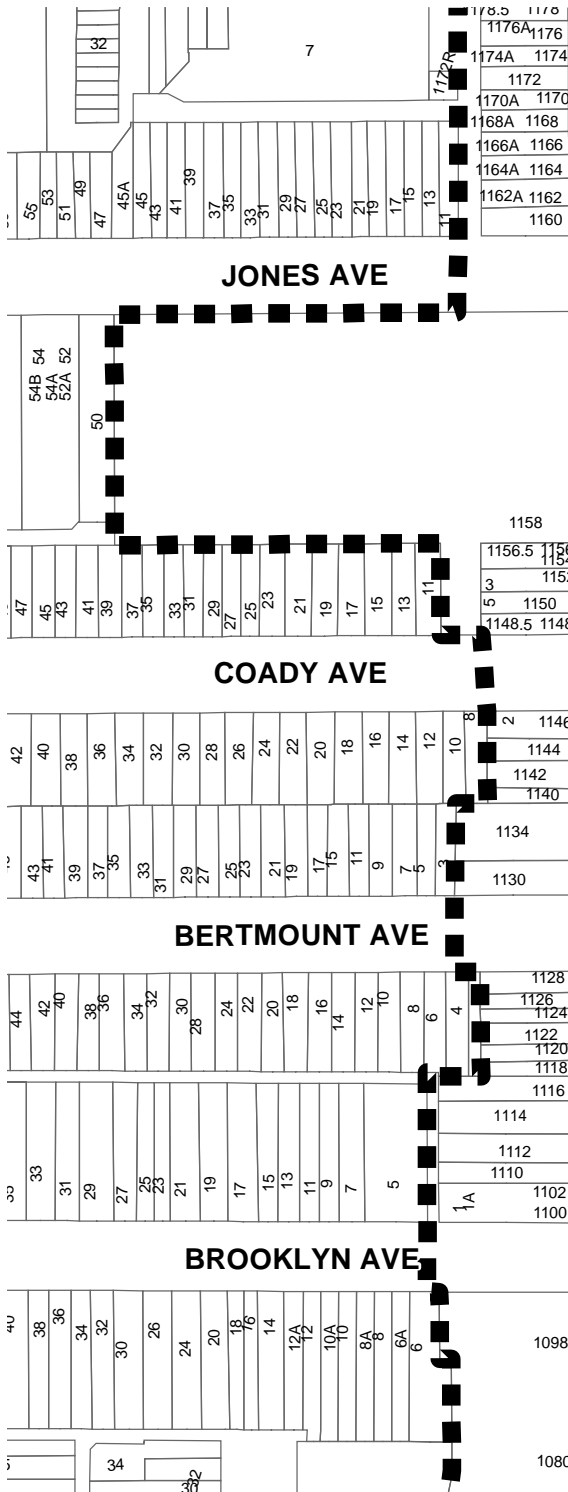 1178.5 1178
32
1176A 1176
7
1174A 1174
1172R
1172
1170A 1170
1168A 1168
1166A 1166
1164A 1164
1162A 1162
1160
55 53 51 49 47 45A 45 43 41 39 37 35 33 31 29 27 25 23 21 19 17 15 13 11
JONES AVE
54B 54 54A 52 52A
50
1158
1156.5
3
5 1150
1148.5
47 45 43 41 39 37 35 33 31 29 27 25 23 21 19 17 15 13 11
COADY AVE
42 40 38 36 34 32 30 28 26 24 22 20 18 16 14 12 10 8 2 1146
1144
1142
1140
1134
43 41 39 37 35 33 31 29 27 25 23 21 19 17 15 11 9 7 5 3
1130
BERTMOUNT AVE
44 42 40 38 36 34 32 30 28 24 22 20 18 16 14 12 10 8 6 4
1128
1126
1124
1122
1120
1118
1116
1114
1112
1110
33 31 29 27 25 23 21 19 17 15 13 11 9 7 5 1 1A
1102
1100
BROOKLYN AVE
38 36 34 32 30 26 24 20 18 16 14 12A 12 10A 10 8A 8 6A 6
1098
1080
34
32
30